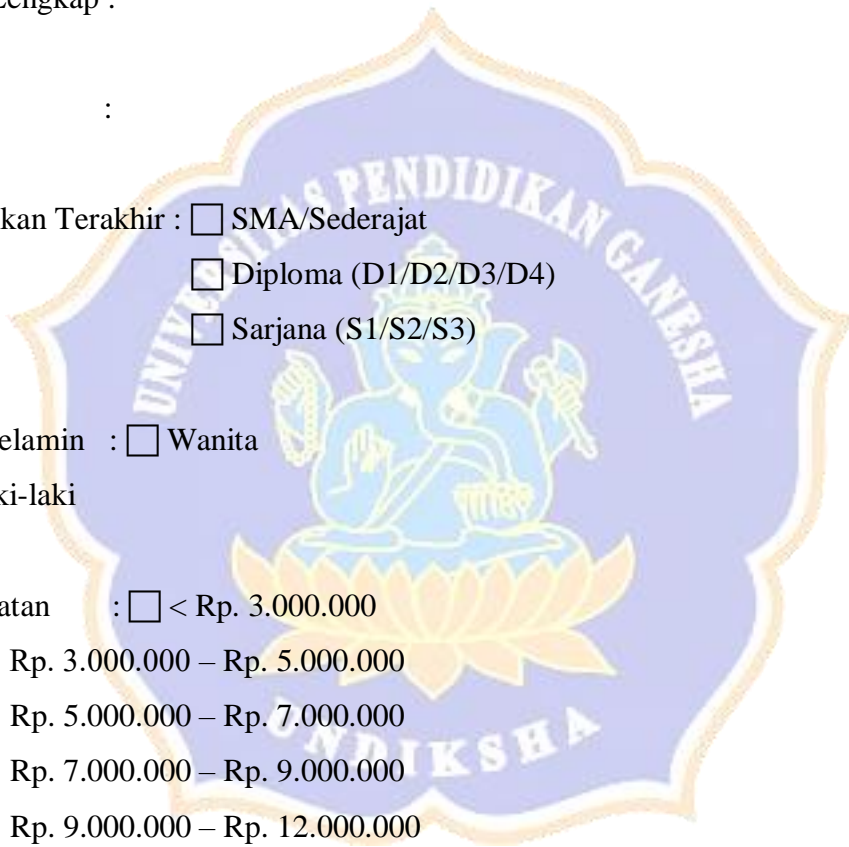 Lengkap :
:
UNIVERSITAS PENDIDIKAN GANESHA
kan Terakhir : ☐ SMA/Sederajat
☐ Diploma (D1/D2/D3/D4)
☐ Sarjana (S1/S2/S3)
elamin : ☐ Wanita
ki-laki
atan : ☐ < Rp. 3.000.000
Rp. 3.000.000 – Rp. 5.000.000
Rp. 5.000.000 – Rp. 7.000.000
UNDIKSHA
Rp. 7.000.000 – Rp. 9.000.000
Rp. 9.000.000 – Rp. 12.000.000